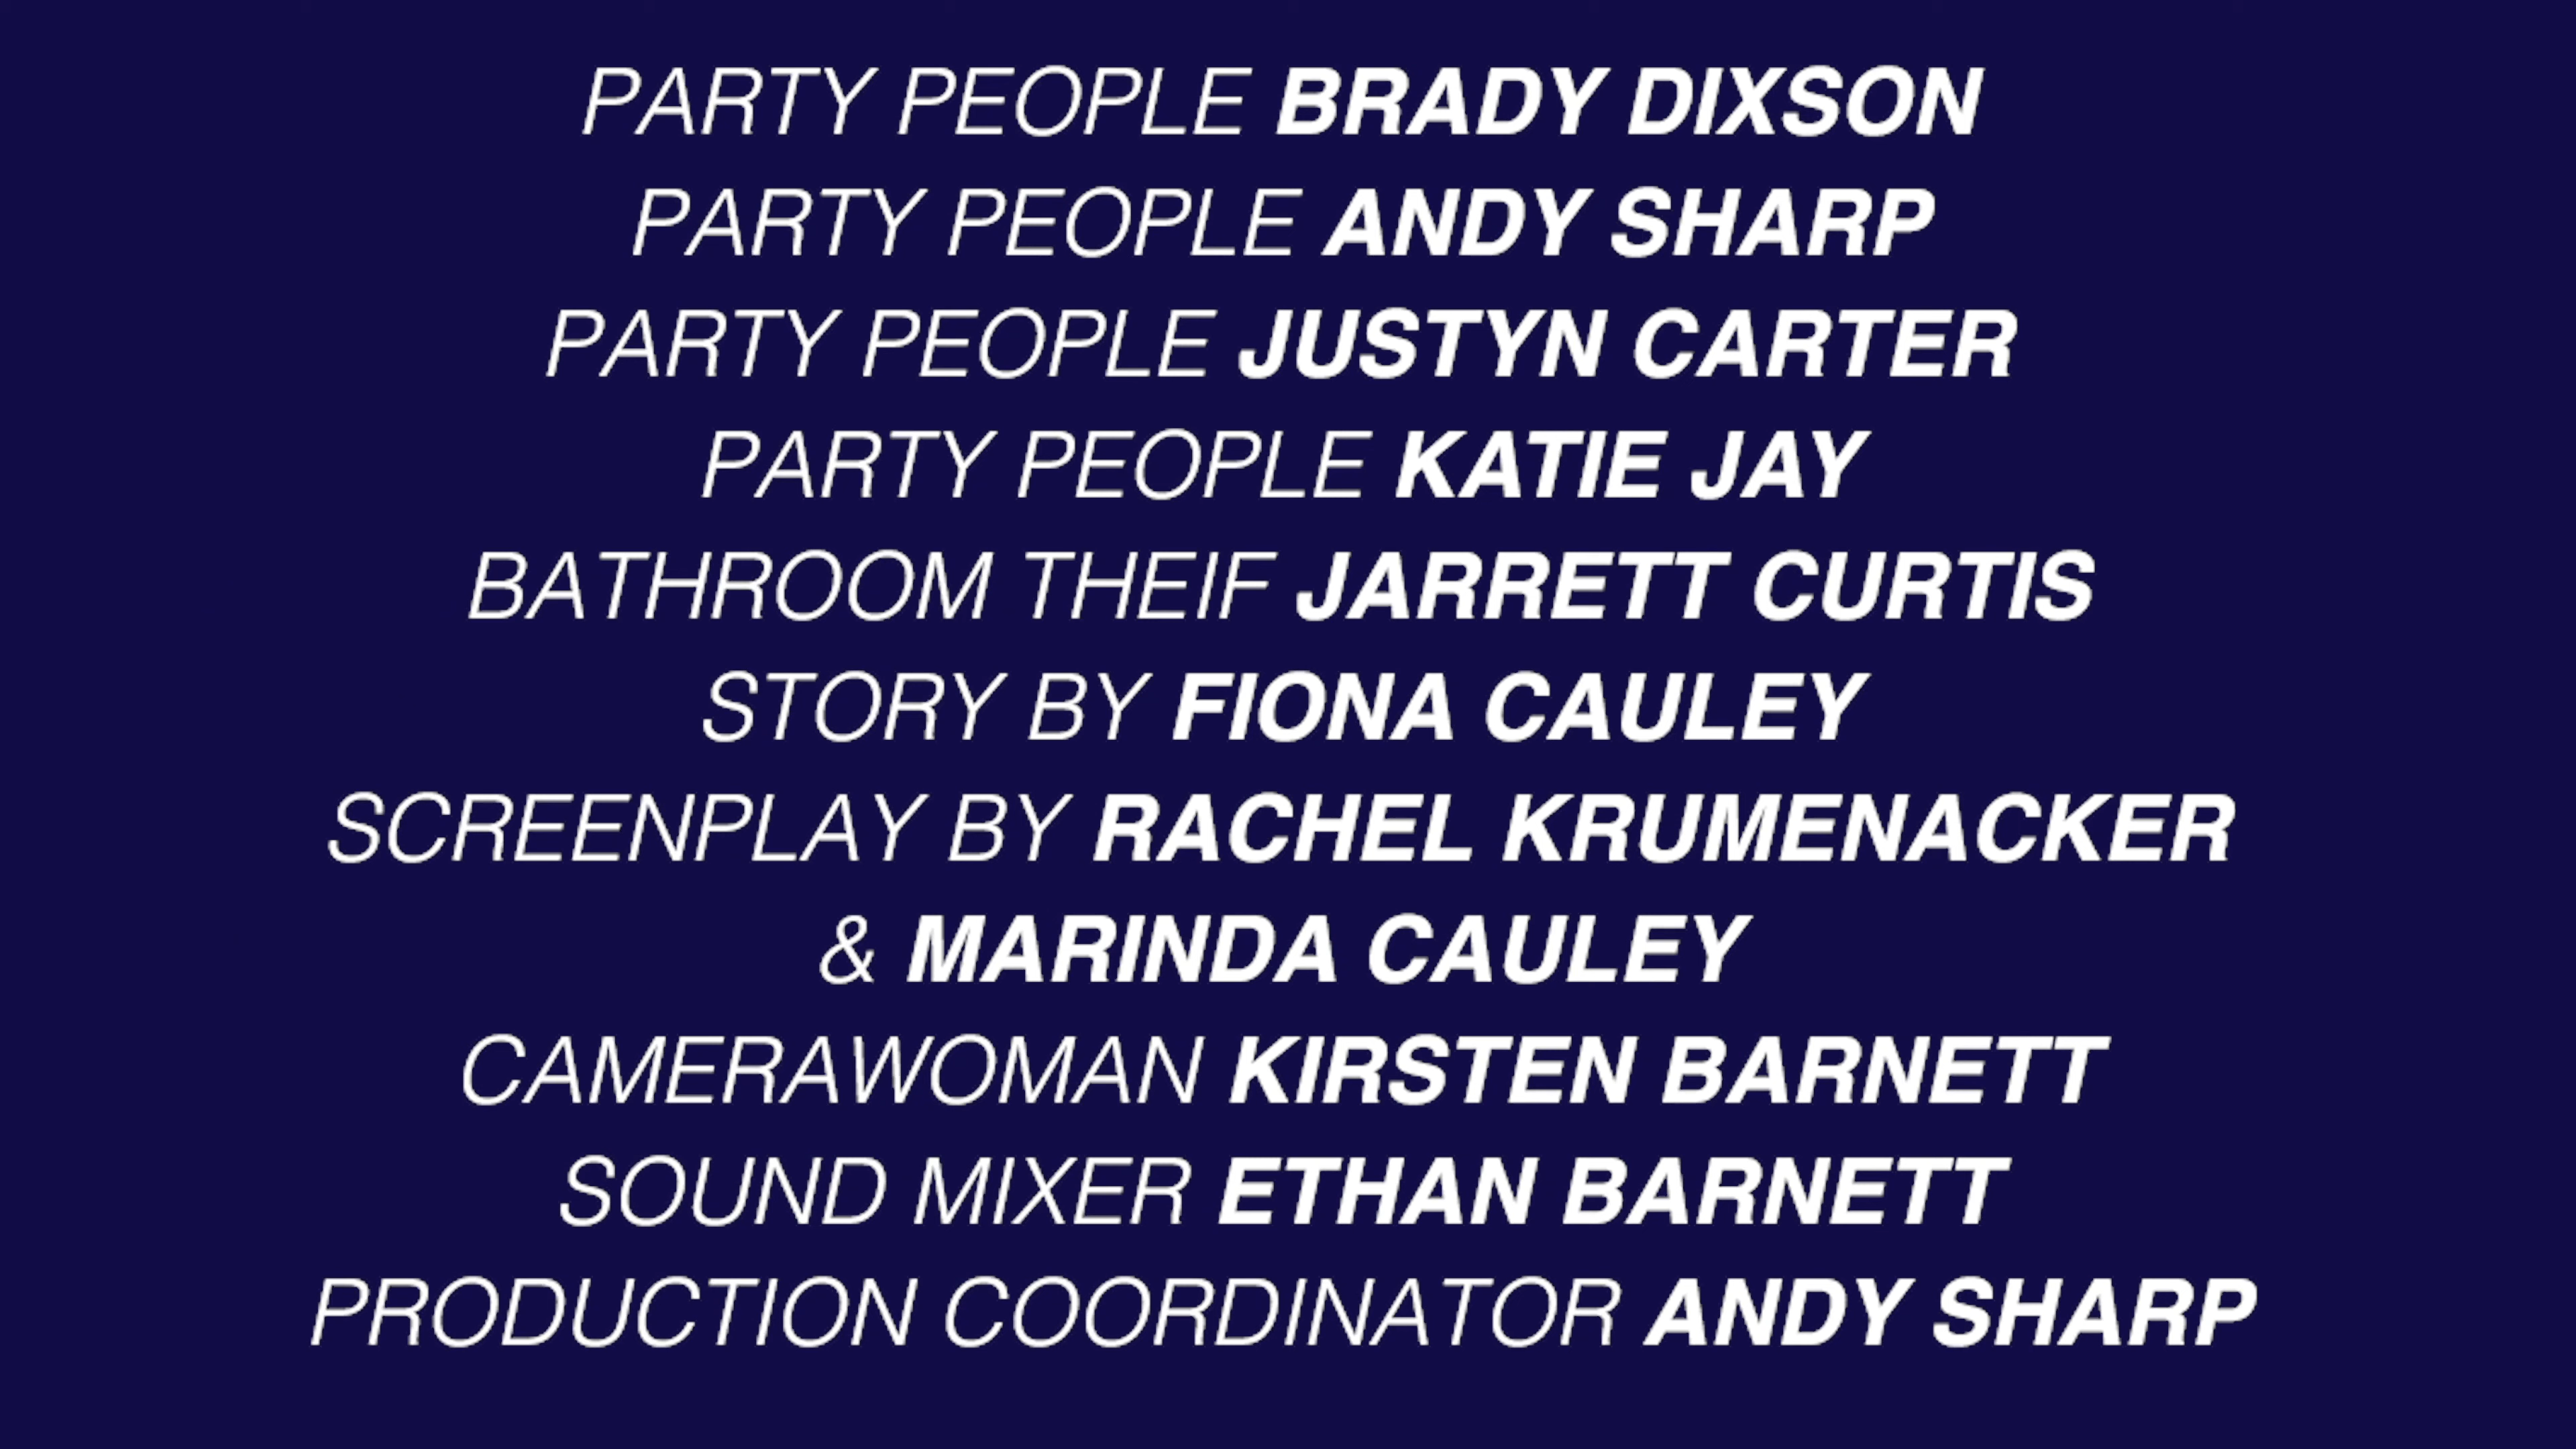 PARTY PEOPLE BRADY DIXSON
PARTY PEOPLE ANDY SHARP
PARTY PEOPLE JUSTYN CARTER
PARTY PEOPLE KATIE JAY
BATHROOM THEIF JARRETT CURTIS
STORY BY FIONA CAULEY
SCREENPLAY BY RACHEL KRUMENACKER
& MARINDA CAULEY
CAMERAWOMAN KIRSTEN BARNETT
SOUND MIXER ETHAN BARNETT
PRODUCTION COORDINATOR ANDY SHARP